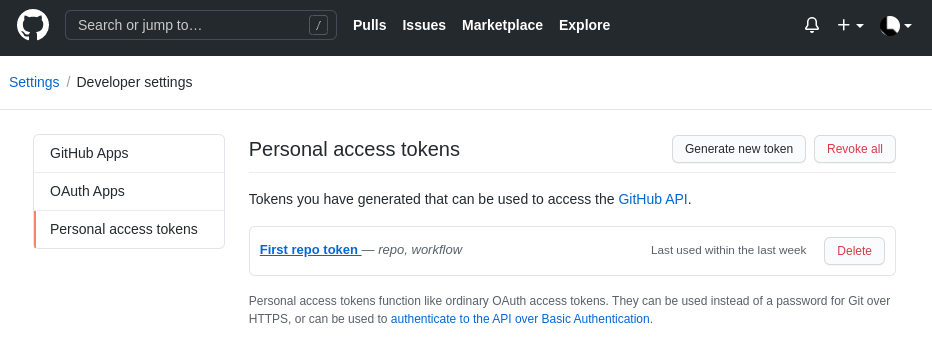 Search or jump to… /
Pulls Issues Marketplace Explore
Settings / Developer settings
GitHub Apps
OAuth Apps
Personal access tokens
Personal access tokens
Generate new token
Revoke all
Tokens you have generated that can be used to access the GitHub API.
First repo token — repo, workflow
Last used within the last week
Delete
Personal access tokens function like ordinary OAuth access tokens. They can be used instead of a password for Git over
HTTPS, or can be used to authenticate to the API over Basic Authentication.